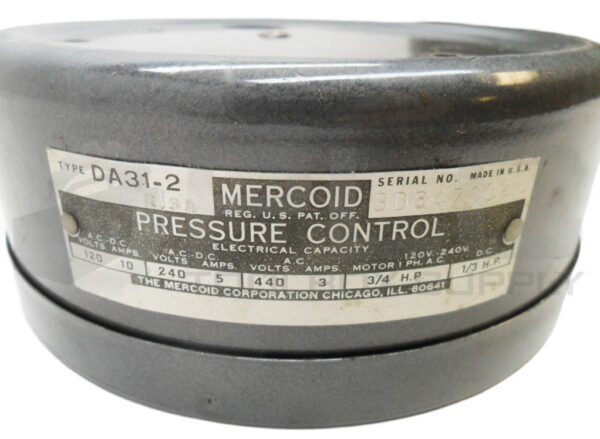 TYPE DA31-2
MERCOID
SERIAL NO. MADE IN U.S.A.
REG. U.S. PAT. OFF.
PRESSURE CONTROL
ELECTRICAL CAPACITY
A.C.-D.C. A.C.-D.C. A.C. 120V.-240V. D.C.
VOLTS AMPS. VOLTS AMPS. VOLTS AMPS. MOTOR 1 PH. A.C.
120 10 240 5 440 3 3/4 H.P. 1/3 H.P.
THE MERCOID CORPORATION CHICAGO, ILL. 60641
SUPPLY